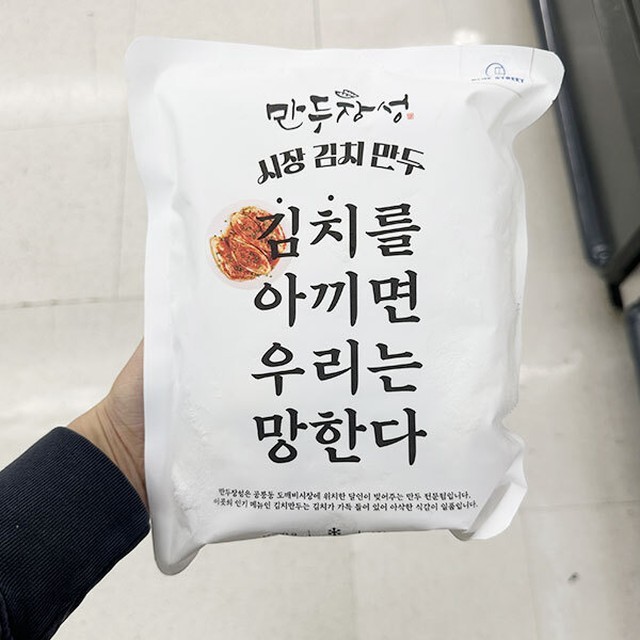 만두장성
시장 김치 만두
김치를
아끼면
우리는
망한다
만두장성은 공릉동 도깨비시장에 위치한 달인이 빚어주는 만두 전문점입니다.
이곳의 인기 메뉴인 김치만두는 김치가 가득 들어 있어 아삭한 식감이 일품입니다.